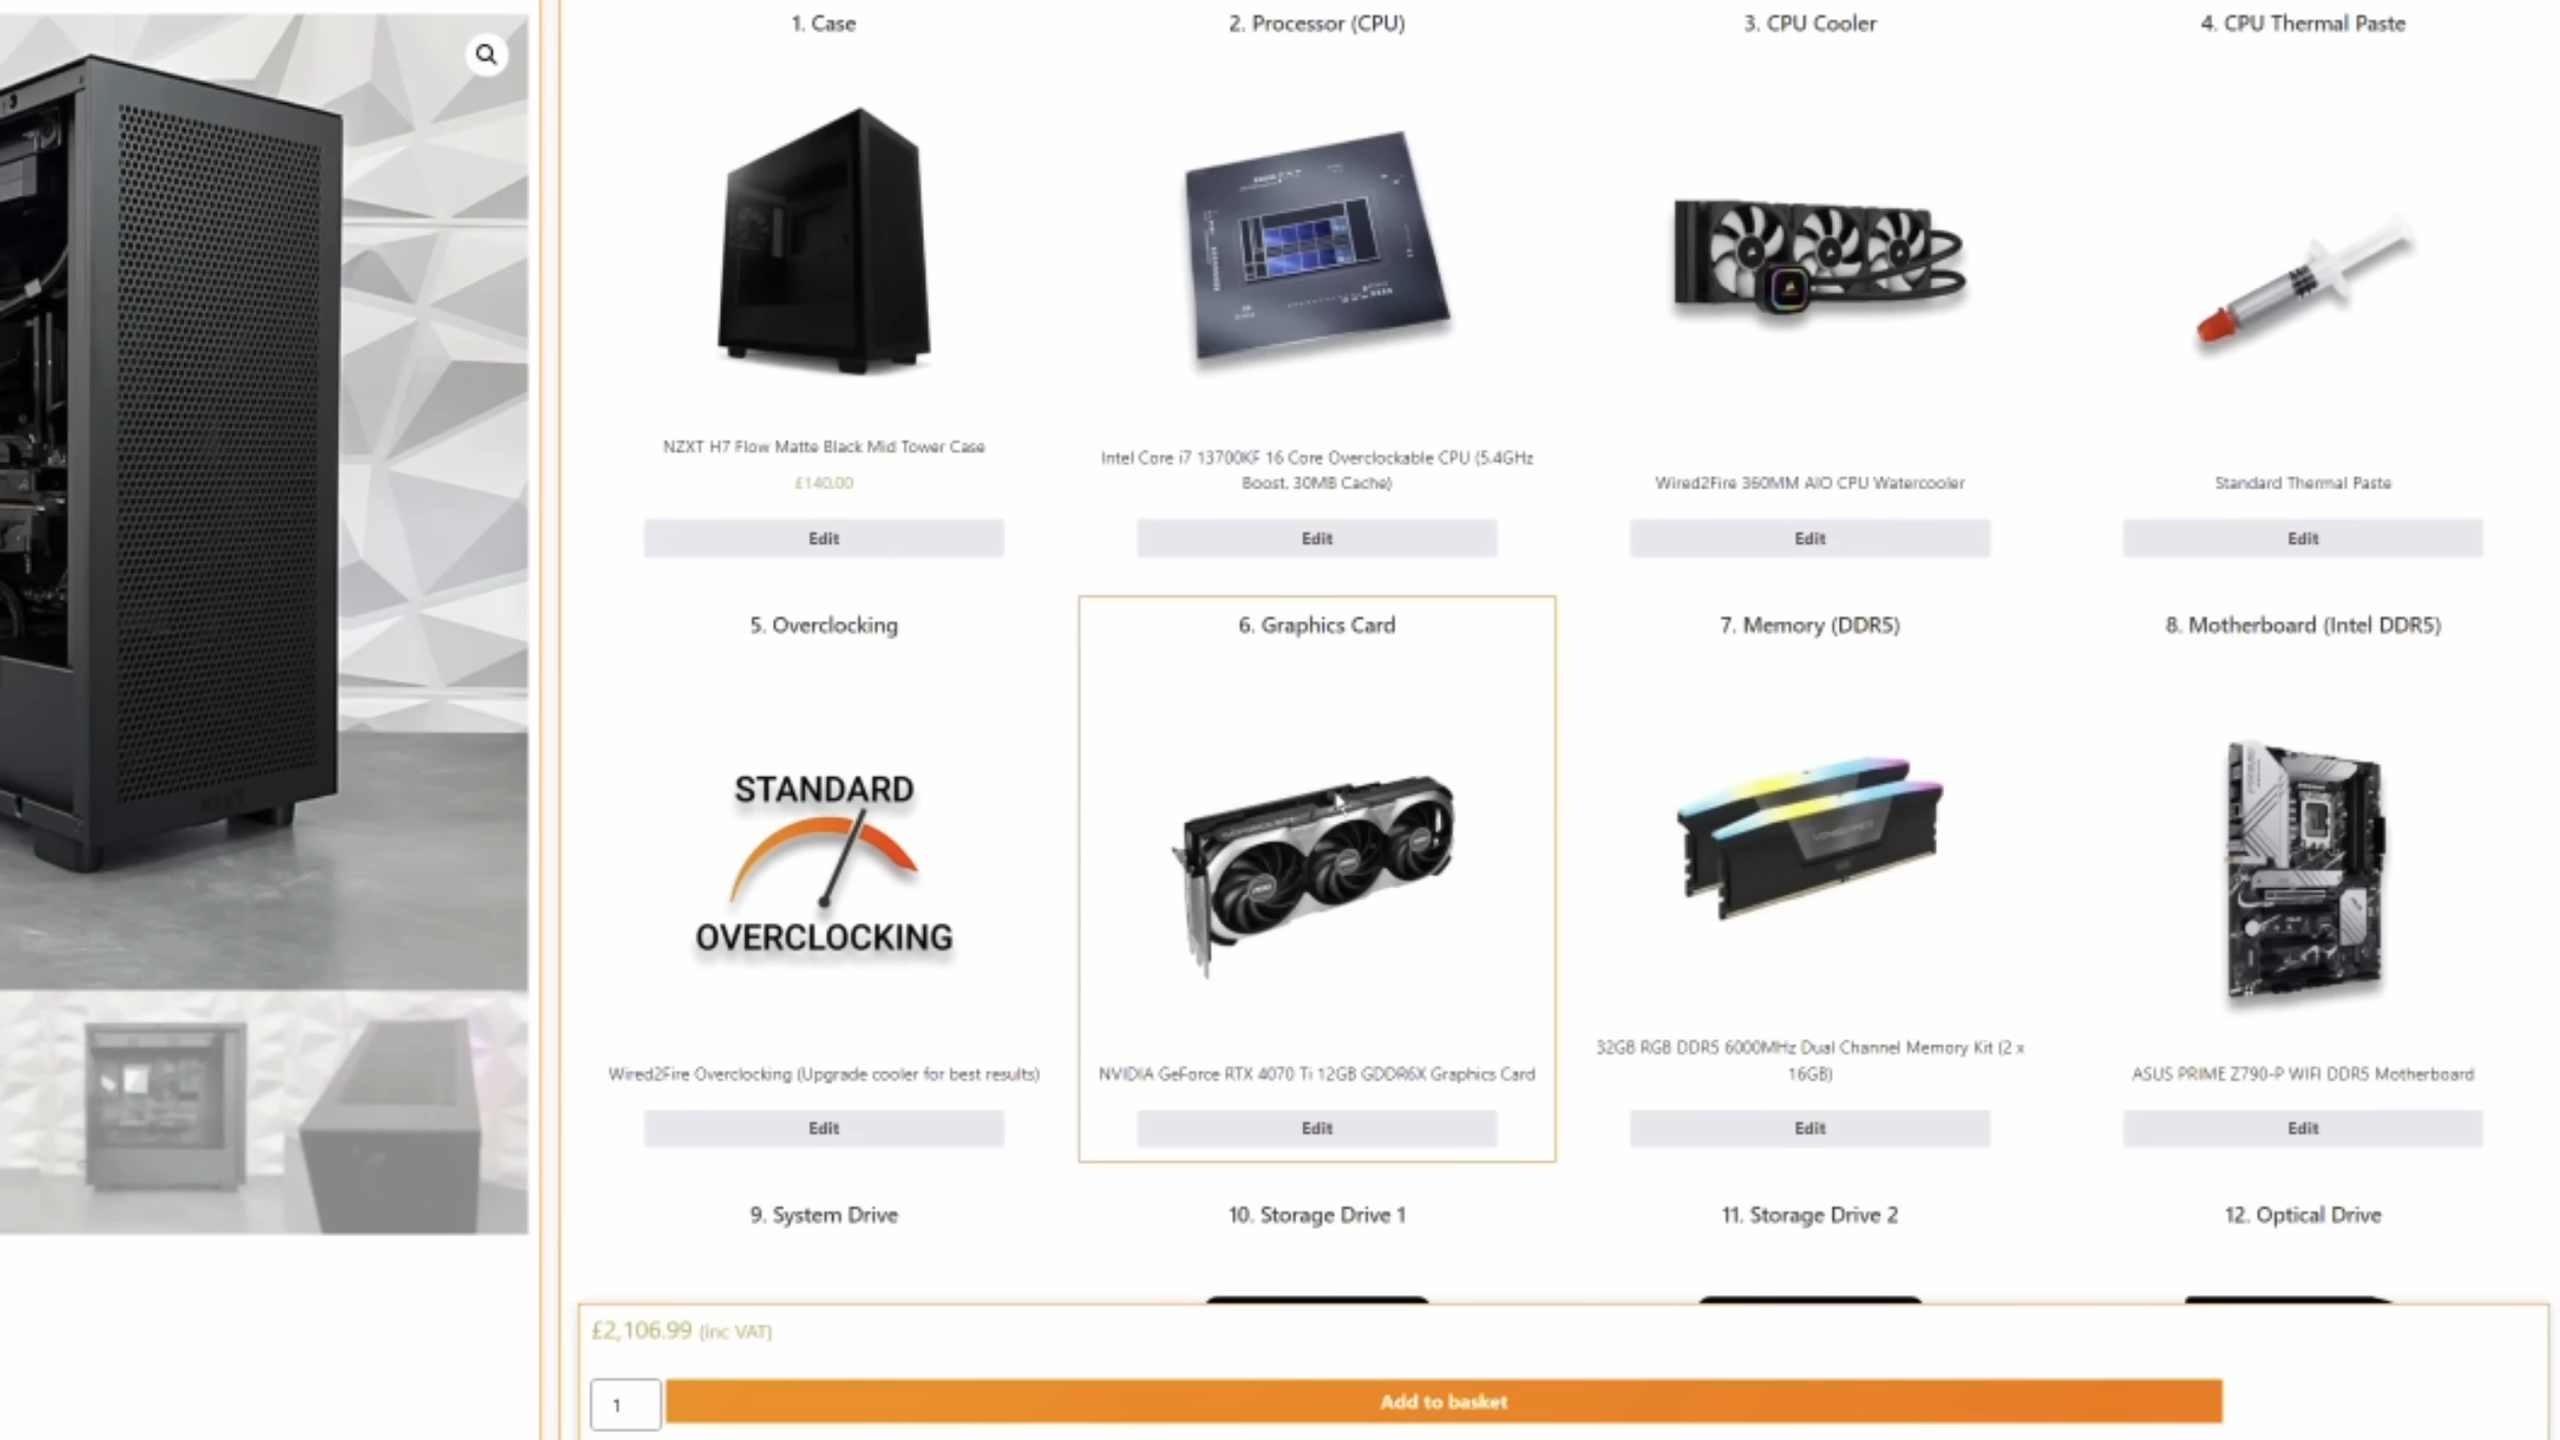 1. Case
2. Processor (CPU)
3. CPU Cooler
4. CPU Thermal Paste
NZXT H7 Flow Matte Black Mid Tower Case
£140.00
Intel Core i7 13700KF 16 Core Overclockable CPU (5.4GHz
Boost, 30MB Cache)
Wired2Fire 360MM AIO CPU Watercooler
Standard Thermal Paste
Edit
Edit
Edit
Edit
5. Overclocking
6. Graphics Card
7. Memory (DDR5)
8. Motherboard (Intel DDR5)
STANDARD
OVERCLOCKING
Wired2Fire Overclocking (Upgrade cooler for best results)
NVIDIA GeForce RTX 4070 Ti 12GB GDDR6X Graphics Card
32GB RGB DDR5 6000MHz Dual Channel Memory Kit (2 x
16GB)
ASUS PRIME Z790-P WIFI DDR5 Motherboard
Edit
Edit
Edit
Edit
9. System Drive
10. Storage Drive 1
11. Storage Drive 2
12. Optical Drive
£2,106.99 (inc VAT)
1
Add to basket